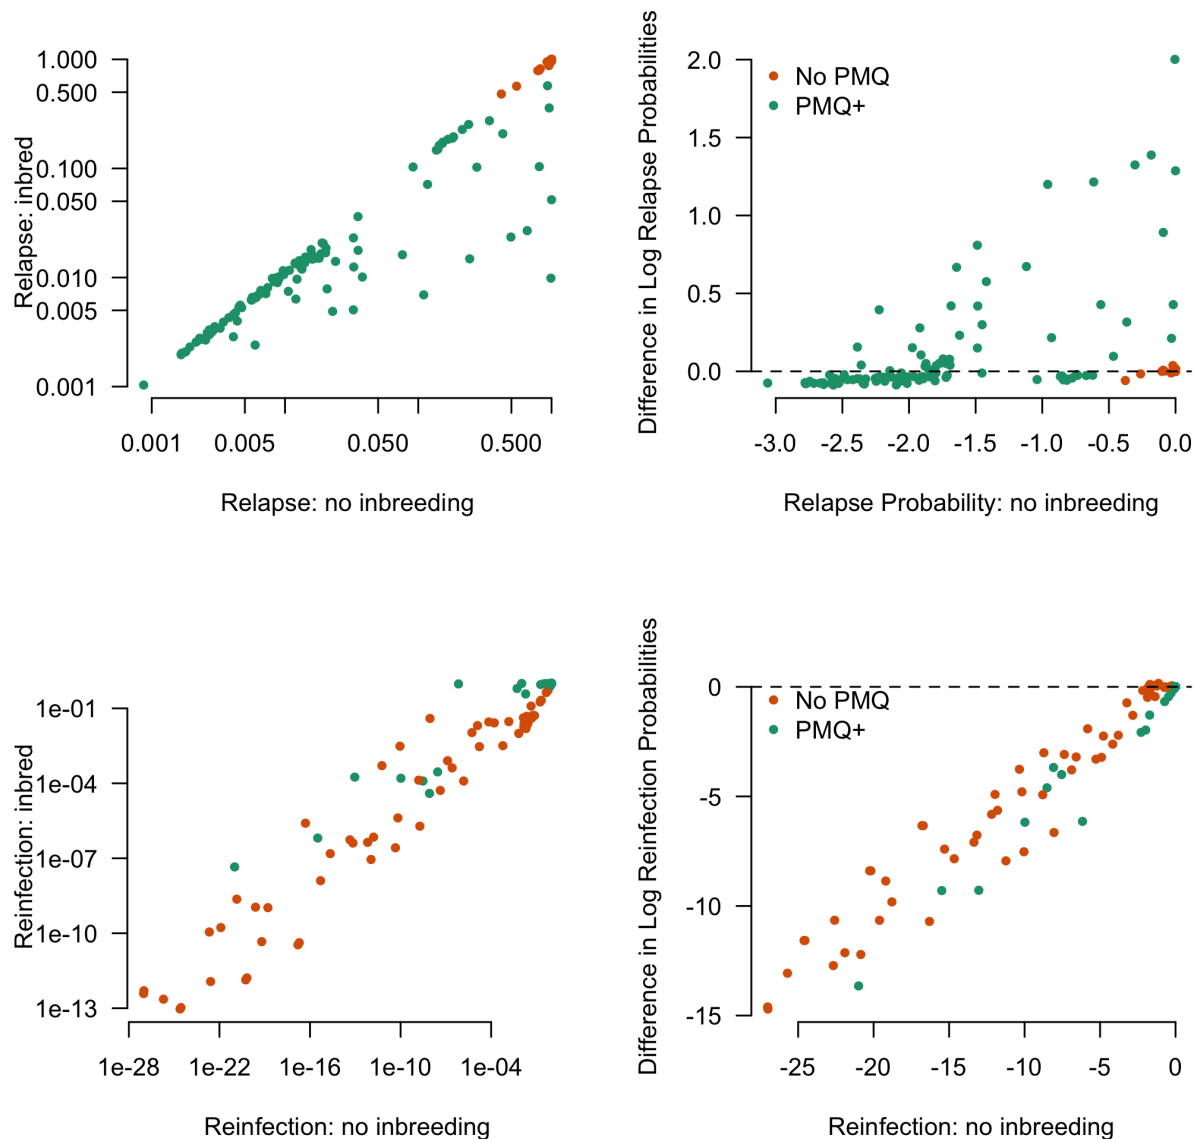 Relapse: inbred
1.000
0.500
0.100
0.050
0.010
0.005
0.001
0.001
0.005
0.050
0.500
Relapse: no inbreeding
Difference in Log Relapse Probabilities
No PMQ
PMQ+
2.0
1.5
1.0
0.5
0.0
-3.0
-2.5
-2.0
-1.5
-1.0
-0.5
0.0
Relapse Probability: no inbreeding
Reinfection: inbred
1e-01
1e-04
1e-07
1e-10
1e-13
1e-28
1e-22
1e-16
1e-10
1e-04
Reinfection: no inbreeding
Difference in Log Reinfection Probabilities
No PMQ
PMQ+
0
-5
-10
-15
-25
-20
-15
-10
-5
0
Reinfection: no inbreeding